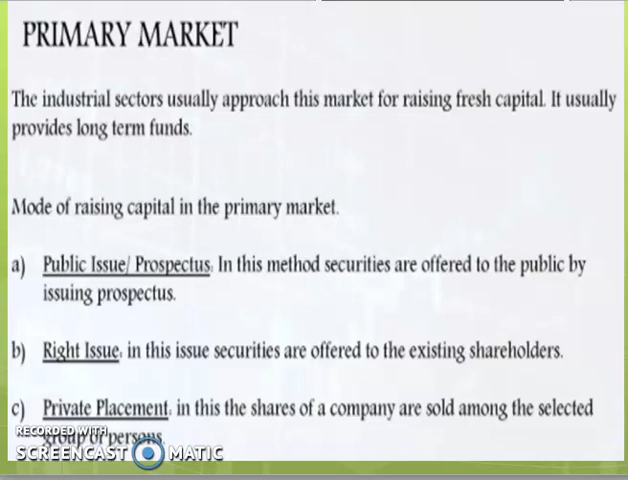 PRIMARY MARKET
The industrial sectors usually approach this market for raising fresh capital. It usually
provides long term funds.
Mode of raising capital in the primary market.
a) Public Issue/ Prospectus: In this method securities are offered to the public by
issuing prospectus.
b) Right Issue: in this issue securities are offered to the existing shareholders.
c) Private Placement: in this the shares of a company are sold among the selected
group of persons.
RECORDED WITH
SCREENCAST MATIC